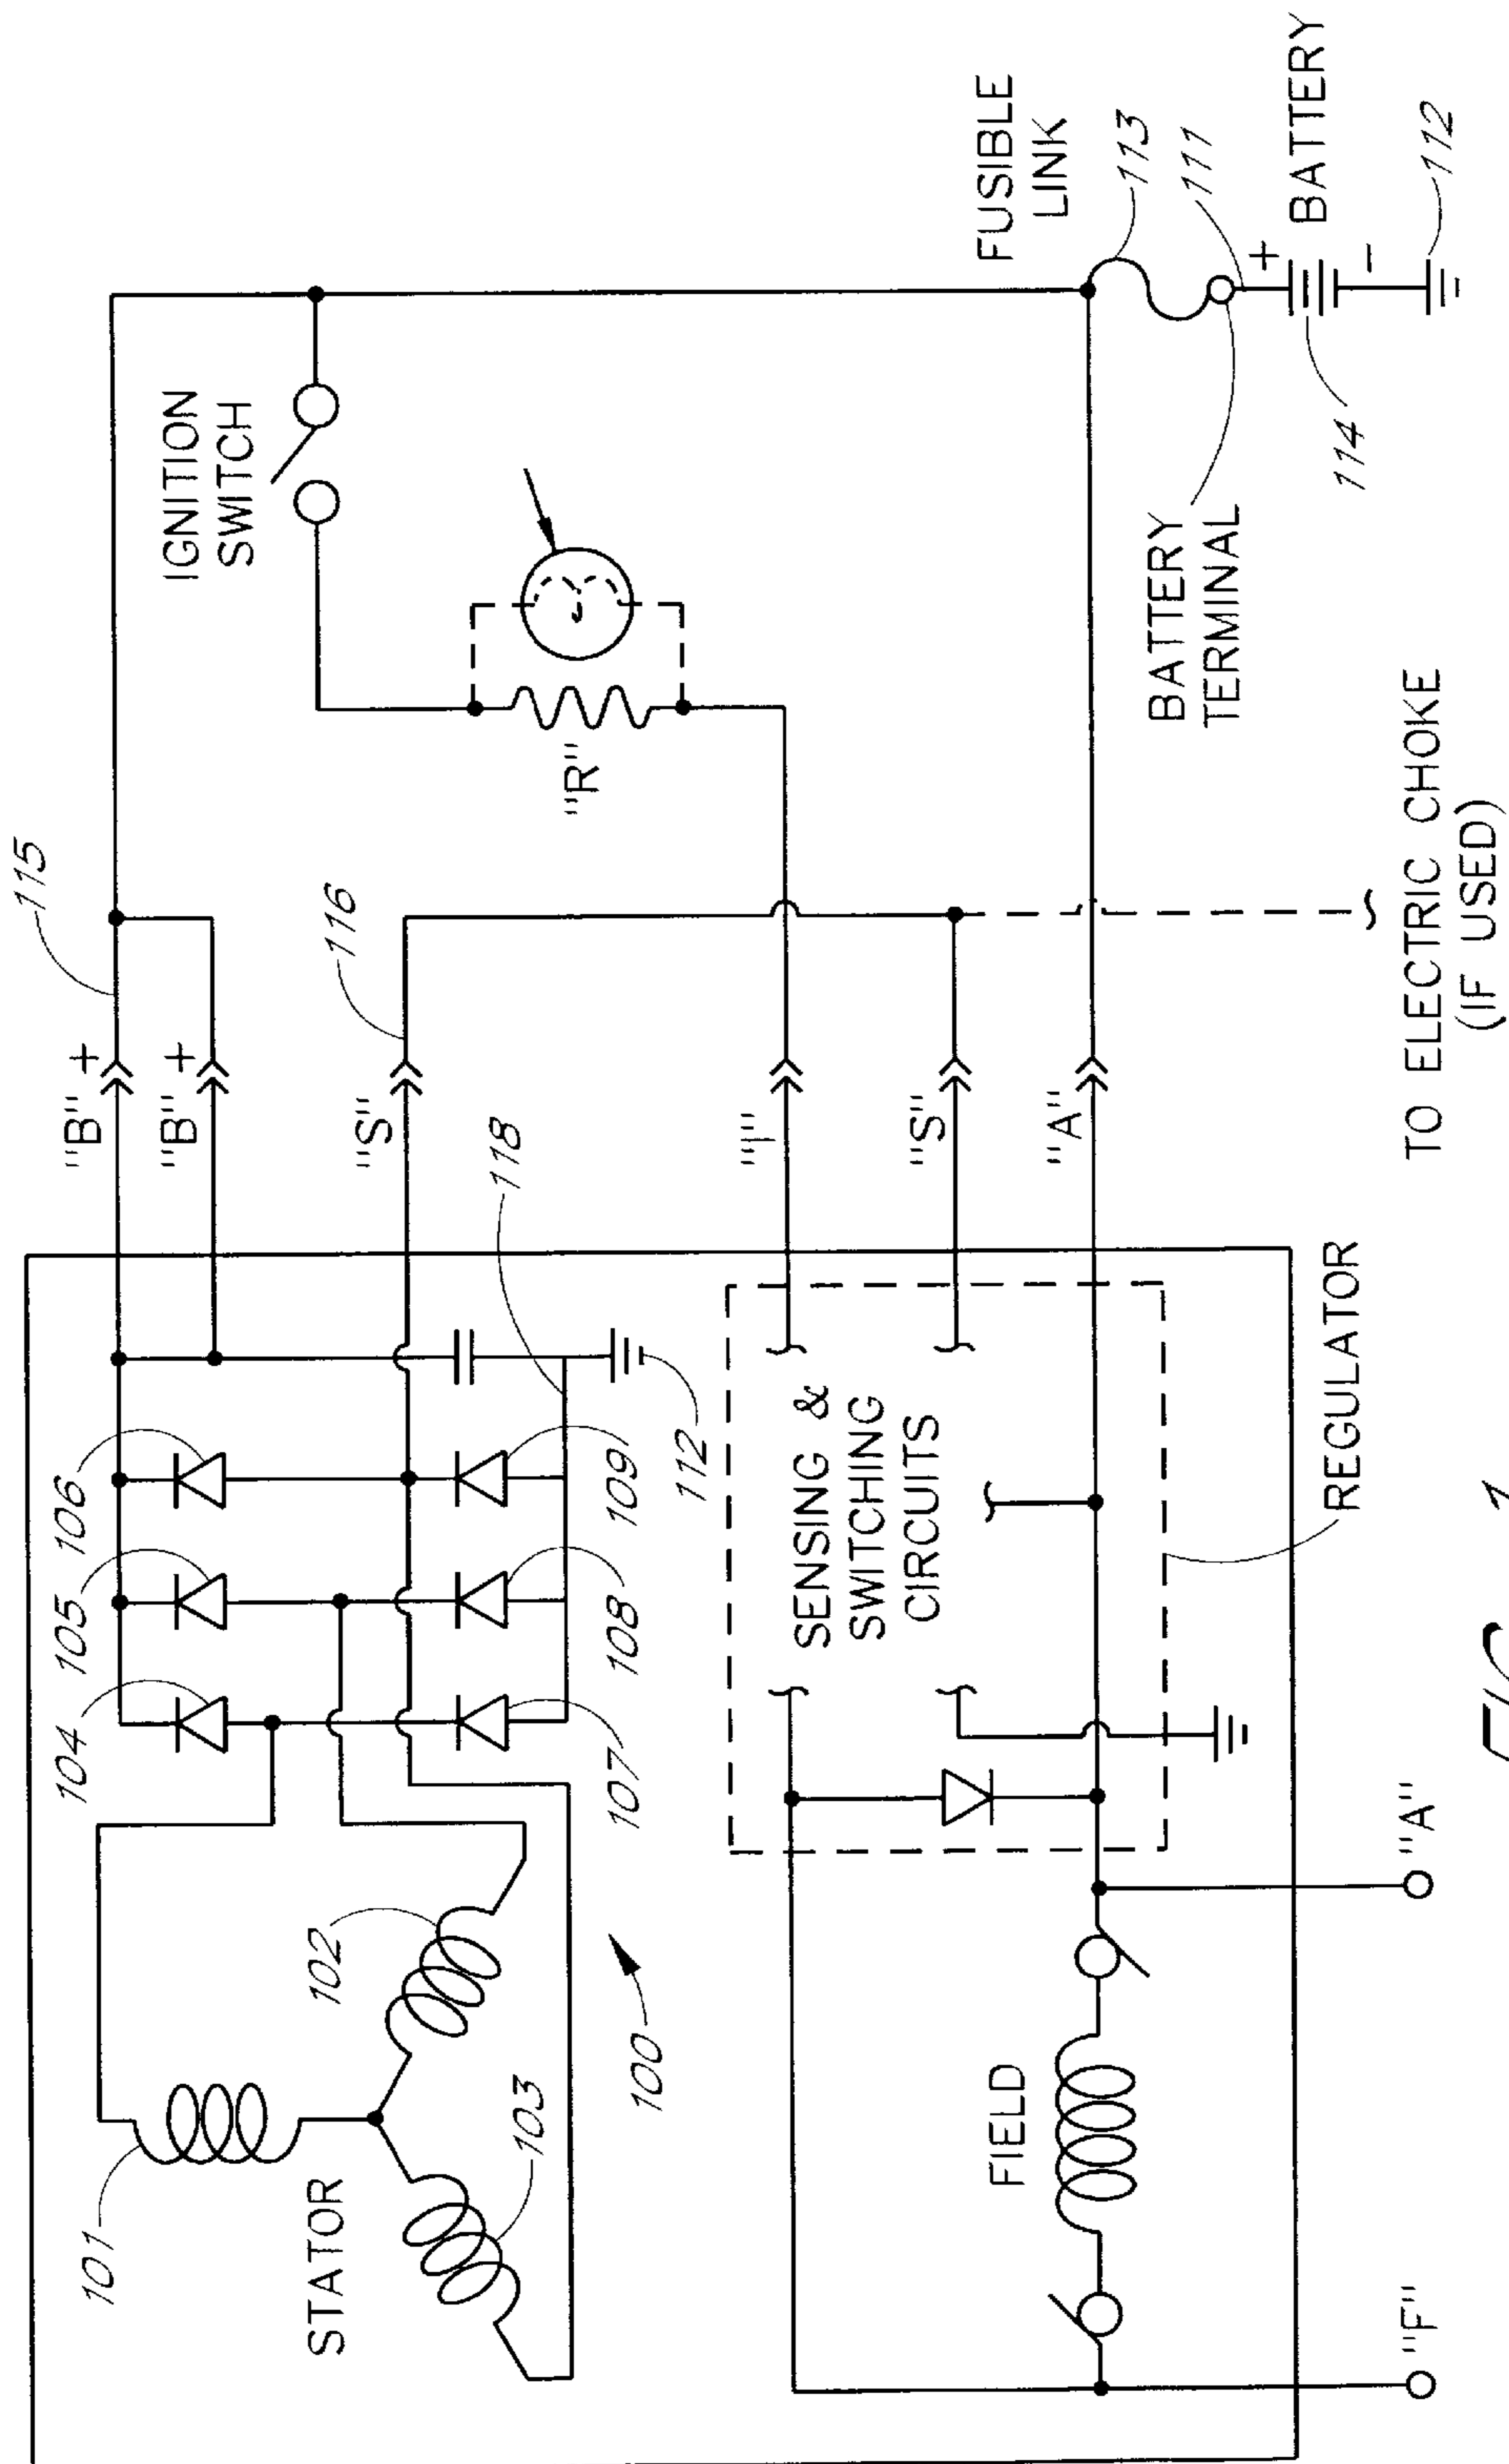 115
"B" +
"B" +
"S"
116
118
"I"
"S"
"A"
IGNITION
SWITCH
"R"
FUSIBLE
LINK
113
111
BATTERY
112
114
BATTERY
TERMINAL
TO ELECTRIC CHOKE
(IF USED)
+
-
101
STATOR
102
103
100
104
105
106
107
108
109
112
SENSING &
SWITCHING
CIRCUITS
REGULATOR
FIELD
"F"
"A"